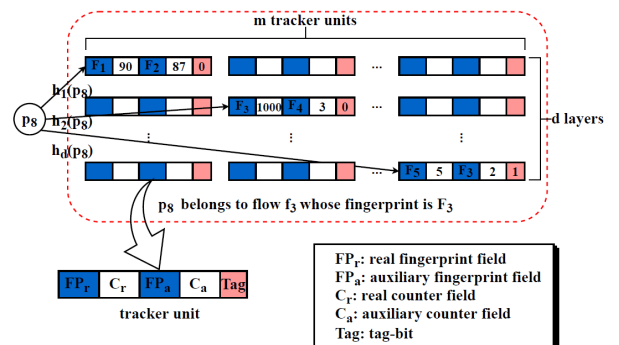 m tracker units
F1 90 F2 87 0 ...
h1(p8)
p8
F3 1000 F4 3 0 ...
h2(p8)
d layers
⋮ ⋮ ⋮
hd(p8)
... F5 5 F3 2 1
p8 belongs to flow f3 whose fingerprint is F3
FPr Cr FPa Ca Tag
tracker unit
FPr: real fingerprint field
FPa: auxiliary fingerprint field
Cr: real counter field
Ca: auxiliary counter field
Tag: tag-bit